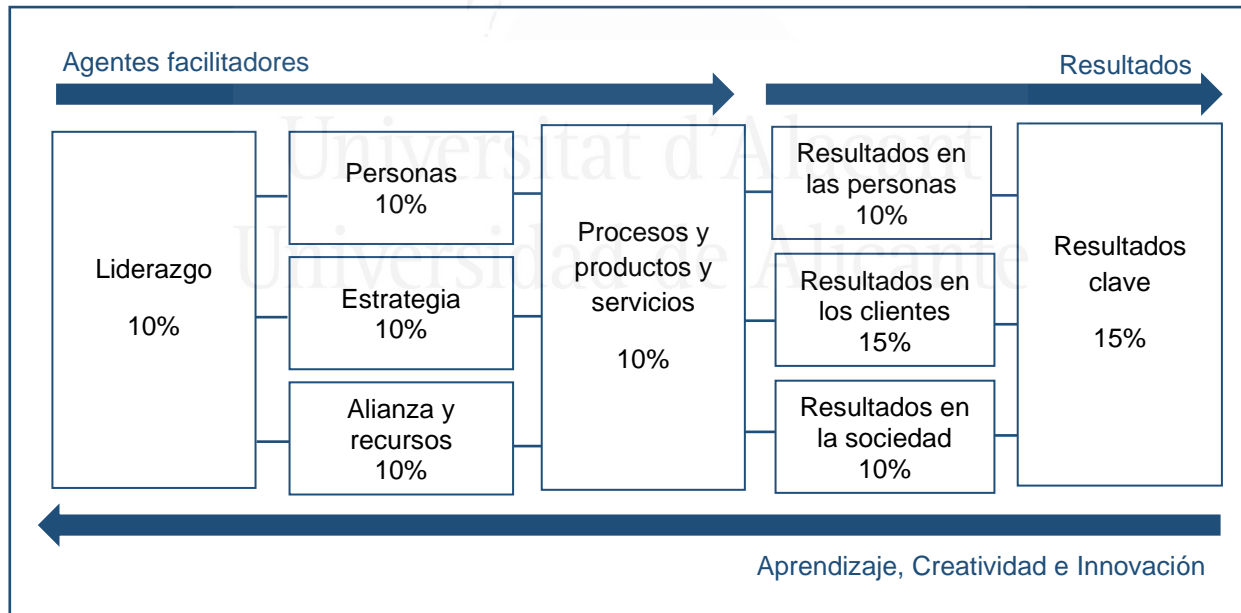 Agentes facilitadores
Resultados
Universitat d'Alacant
Universidad de Alicante
Liderazgo
10%
Personas
10%
Estrategia
10%
Alianza y
recursos
10%
Procesos y
productos y
servicios
10%
Resultados en
las personas
10%
Resultados en
los clientes
15%
Resultados en
la sociedad
10%
Resultados
clave
15%
Aprendizaje, Creatividad e Innovación